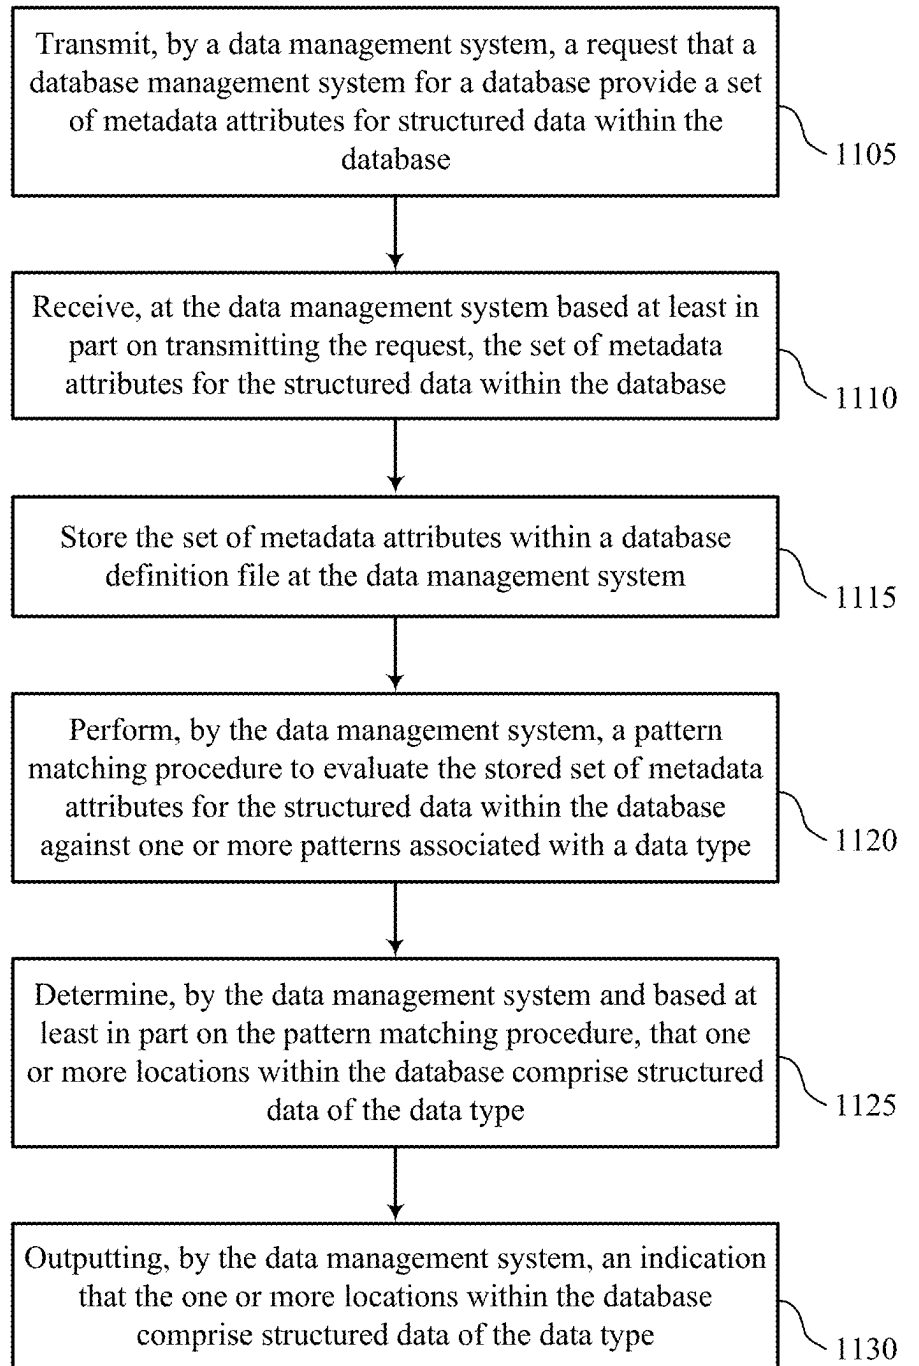 Transmit, by a data management system, a request that a
database management system for a database provide a set
of metadata attributes for structured data within the
database
1105
Receive, at the data management system based at least in
part on transmitting the request, the set of metadata
attributes for the structured data within the database
1110
Store the set of metadata attributes within a database
definition file at the data management system
1115
Perform, by the data management system, a pattern
matching procedure to evaluate the stored set of metadata
attributes for the structured data within the database
against one or more patterns associated with a data type
1120
Determine, by the data management system and based at
least in part on the pattern matching procedure, that one
or more locations within the database comprise structured
data of the data type
1125
Outputting, by the data management system, an indication
that the one or more locations within the database
comprise structured data of the data type
1130